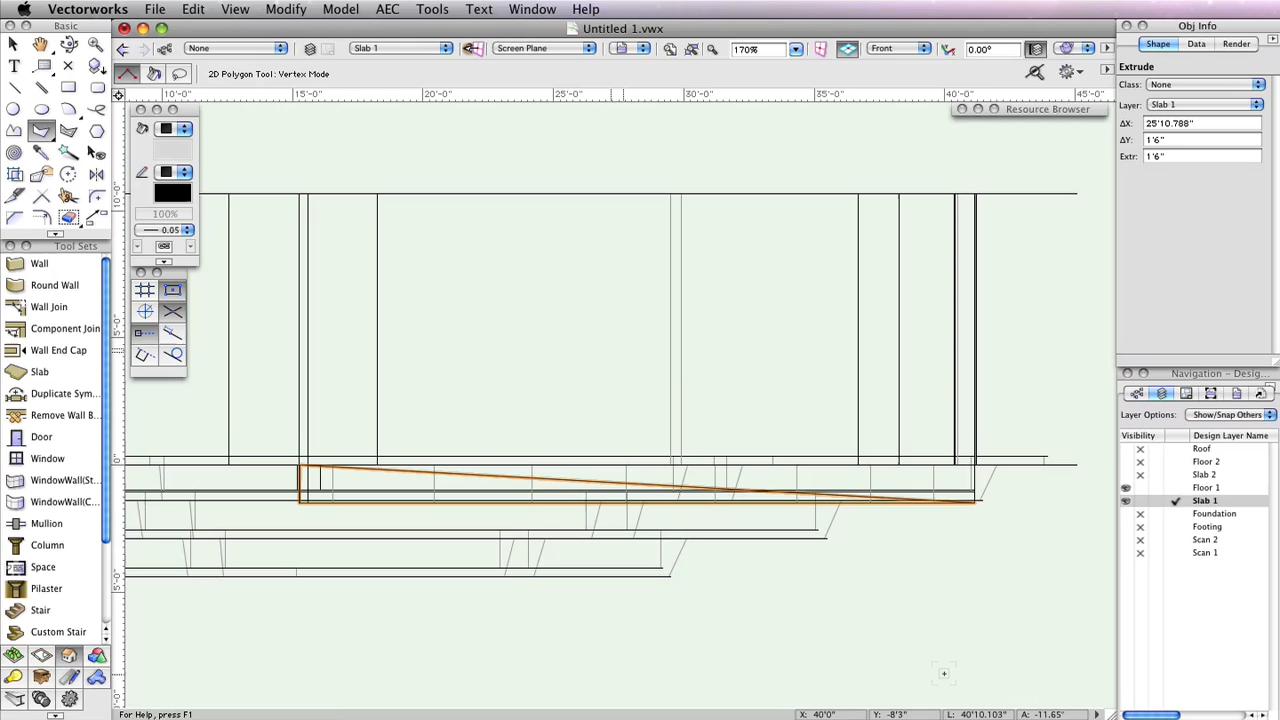 Vectorworks File Edit View Modify Model AEC Tools Text Window Help
Basic
Untitled 1.vwx
Obj Info
None
Slab 1
Screen Plane
170%
Front
0.00°
Shape Data Render
2D Polygon Tool: Vertex Mode
Extrude
Class: None
Layer: Slab 1
ΔX: 25'10.788"
ΔY: 1'6"
Extr: 1'6"
10'-0" 15'-0" 20'-0" 25'-0" 30'-0" 35'-0" 40'-0" 45'-0"
Resource Browser
100%
0.05
10'-0"
Tool Sets
Wall
Round Wall
Wall Join
Component Join
Wall End Cap
Slab
Duplicate Sym...
Remove Wall B...
Door
Window
WindowWall(St...
WindowWall(C...
Mullion
Column
Space
Pilaster
Stair
Custom Stair
Navigation - Desig...
Layer Options: Show/Snap Others
Visibility Design Layer Name
Roof
Floor 2
Slab 2
Floor 1
Slab 1
Foundation
Footing
Scan 2
Scan 1
For Help, press F1
X: 40'0" Y: -8'3" L: 40'10.103" A: -11.65°